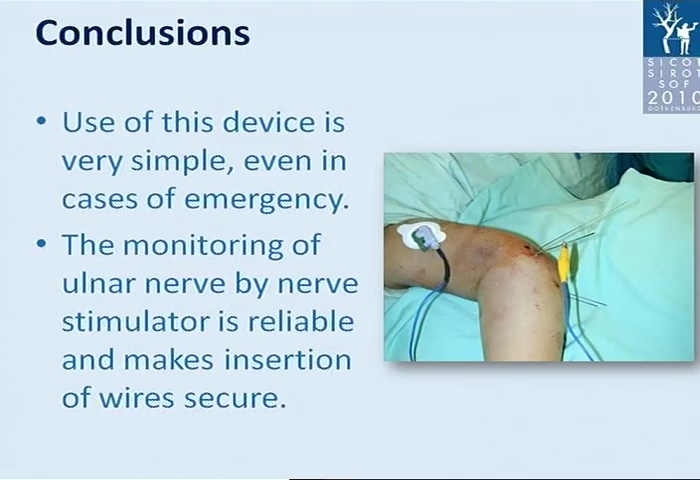 Conclusions
SICOT
SIROT
SOF
2010
GOTHENBURG
• Use of this device is
very simple, even in
cases of emergency.
• The monitoring of
ulnar nerve by nerve
stimulator is reliable
and makes insertion
of wires secure.